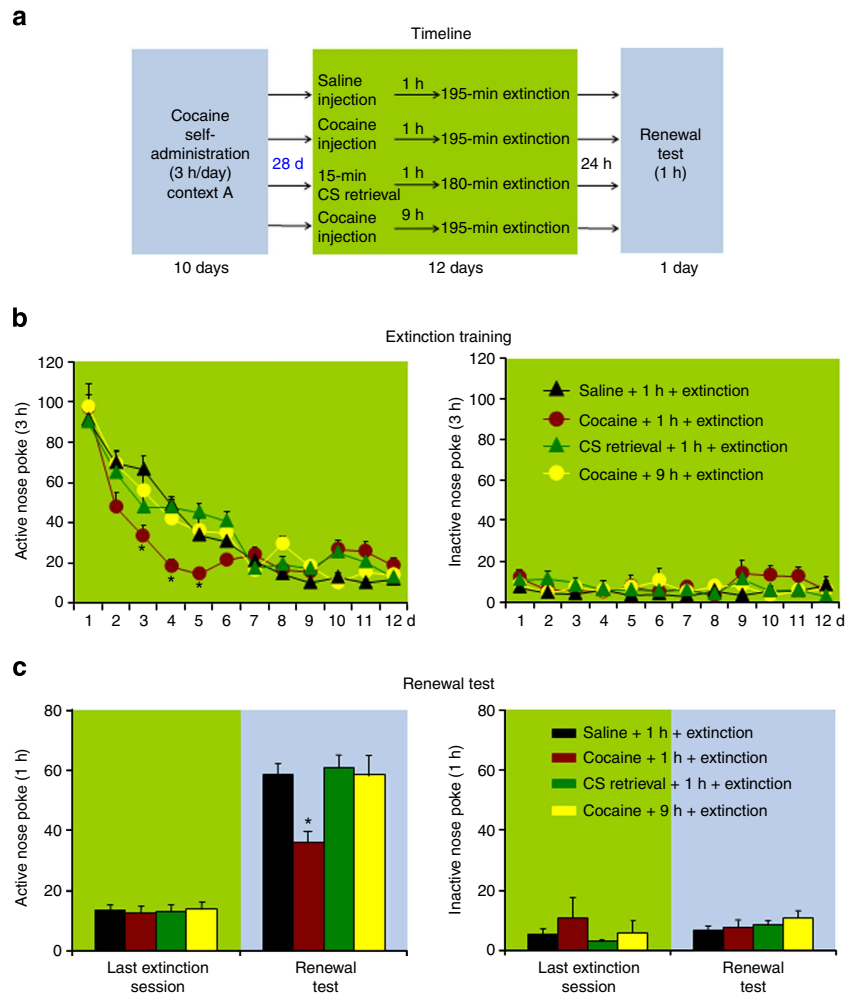 a
Timeline
Cocaine
self-
administration
(3 h/day)
context A
28 d
Saline
injection
1 h
195-min extinction
Cocaine
injection
1 h
195-min extinction
15-min
CS retrieval
1 h
180-min extinction
Cocaine
injection
9 h
195-min extinction
24 h
Renewal
test
(1 h)
10 days
12 days
1 day
b
Extinction training
Active nose poke (3 h)
120
100
80
60
40
20
0
*
*
*
1 2 3 4 5 6 7 8 9 10 11 12 d
Inactive nose poke (3 h)
120
100
80
60
40
20
0
Saline + 1 h + extinction
Cocaine + 1 h + extinction
CS retrieval + 1 h + extinction
Cocaine + 9 h + extinction
1 2 3 4 5 6 7 8 9 10 11 12 d
c
Renewal test
Active nose poke (1 h)
80
60
40
20
0
*
Last extinction
session
Renewal
test
Inactive nose poke (1 h)
80
60
40
20
0
Saline + 1 h + extinction
Cocaine + 1 h + extinction
CS retrieval + 1 h + extinction
Cocaine + 9 h + extinction
Last extinction
session
Renewal
test